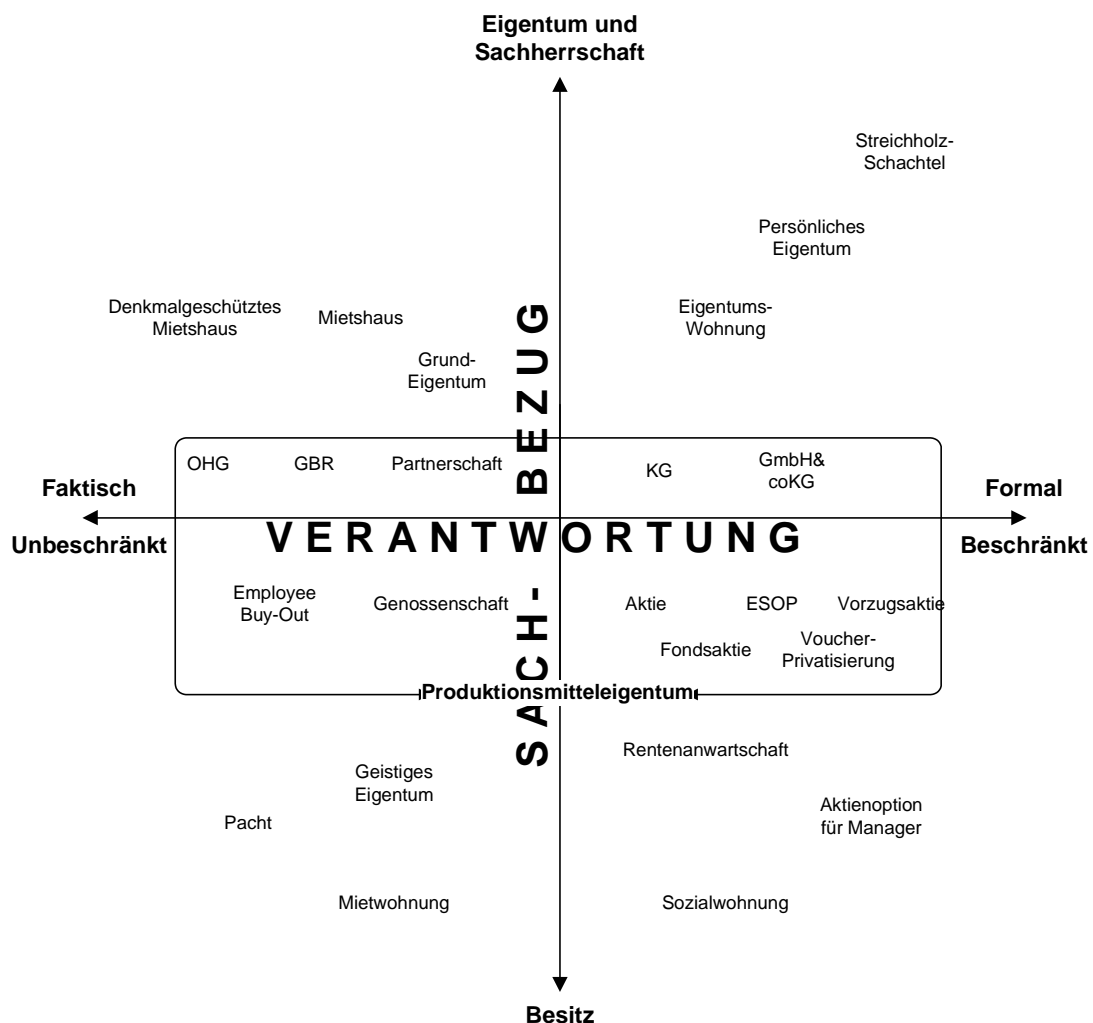 Eigentum und
Sachherrschaft
Streichholz-
Schachtel
Persönliches
Eigentum
Denkmalgeschütztes
Mietshaus
Mietshaus
Eigentums-
Wohnung
Grund-
Eigentum
SACH- BEZUG
OHG
GBR
Partnerschaft
KG
GmbH&
coKG
Faktisch
Formal
VERANTWORTUNG
Unbeschränkt
Beschränkt
Employee
Buy-Out
Genossenschaft
Aktie
ESOP
Vorzugsaktie
Fondsaktie
Voucher-
Privatisierung
Produktionsmitteleigentum
Rentenanwartschaft
Geistiges
Eigentum
Pacht
Aktienoption
für Manager
Mietwohnung
Sozialwohnung
Besitz